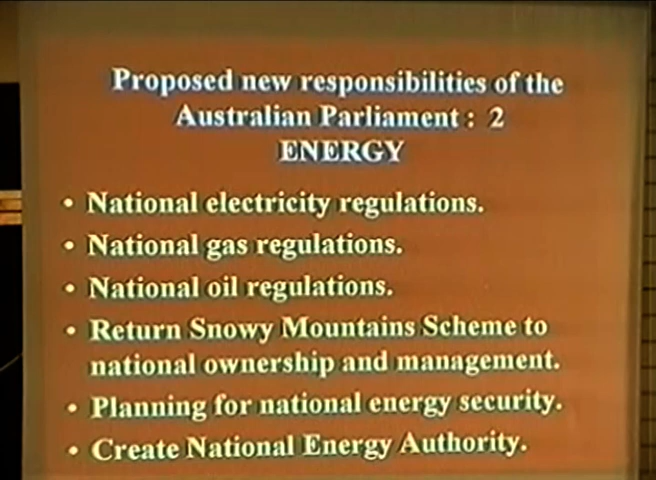 Proposed new responsibilities of the
Australian Parliament : 2
ENERGY
• National electricity regulations.
• National gas regulations.
• National oil regulations.
• Return Snowy Mountains Scheme to
national ownership and management.
• Planning for national energy security.
• Create National Energy Authority.